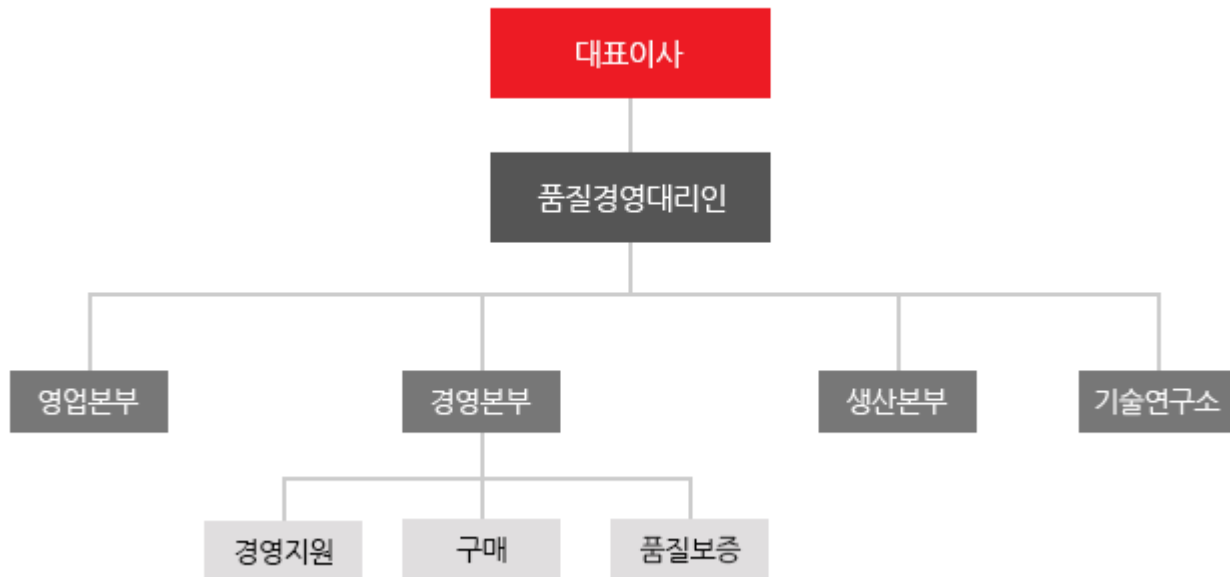 대표이사
품질경영대리인
영업본부
경영본부
생산본부
기술연구소
경영지원
구매
품질보증